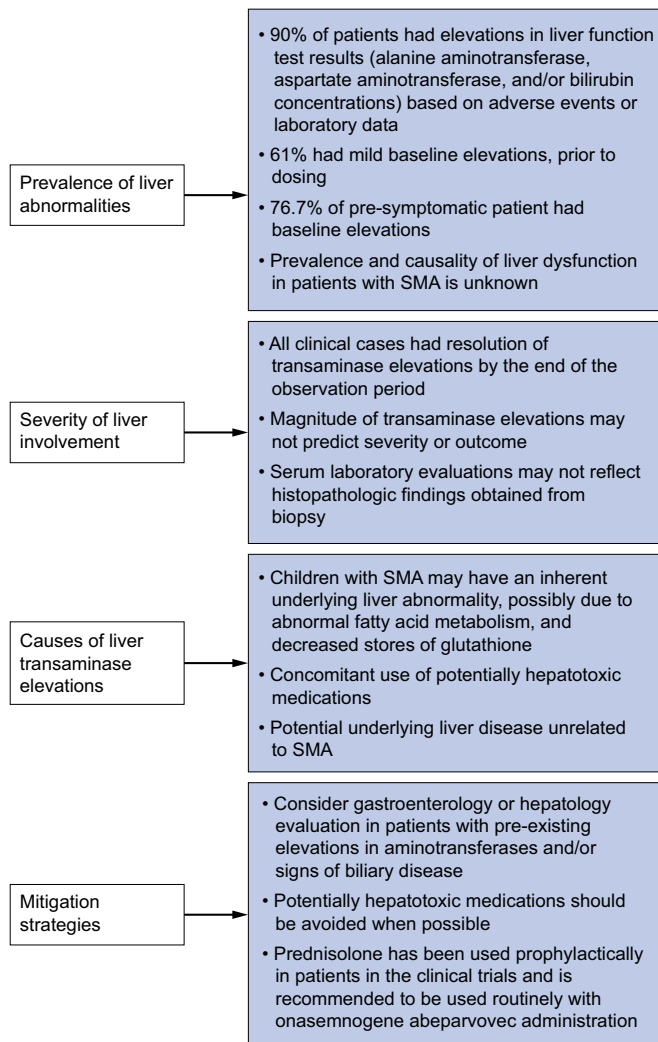 Prevalence of liver
abnormalities
• 90% of patients had elevations in liver function
test results (alanine aminotransferase,
aspartate aminotransferase, and/or bilirubin
concentrations) based on adverse events or
laboratory data
• 61% had mild baseline elevations, prior to
dosing
• 76.7% of pre-symptomatic patient had
baseline elevations
• Prevalence and causality of liver dysfunction
in patients with SMA is unknown
Severity of liver
involvement
• All clinical cases had resolution of
transaminase elevations by the end of the
observation period
• Magnitude of transaminase elevations may
not predict severity or outcome
• Serum laboratory evaluations may not reflect
histopathologic findings obtained from
biopsy
Causes of liver
transaminase
elevations
• Children with SMA may have an inherent
underlying liver abnormality, possibly due to
abnormal fatty acid metabolism, and
decreased stores of glutathione
• Concomitant use of potentially hepatotoxic
medications
• Potential underlying liver disease unrelated
to SMA
Mitigation
strategies
• Consider gastroenterology or hepatology
evaluation in patients with pre-existing
elevations in aminotransferases and/or
signs of biliary disease
• Potentially hepatotoxic medications should
be avoided when possible
• Prednisolone has been used prophylactically
in patients in the clinical trials and is
recommended to be used routinely with
onasemnogene abeparvovec administration